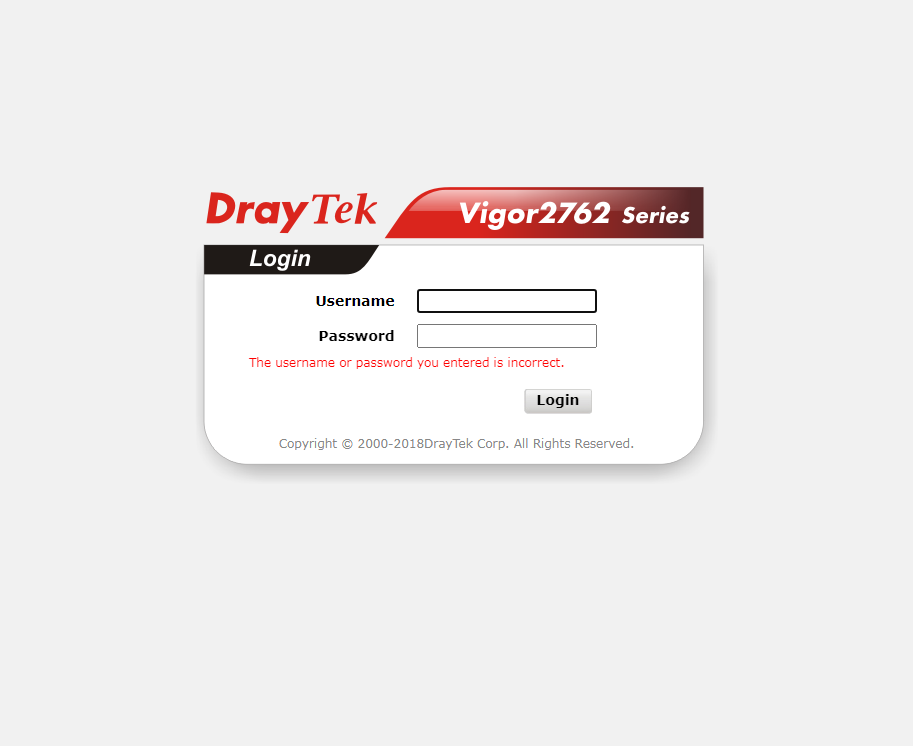 DrayTek Vigor2762 Series
Login
Username
Password
The username or password you entered is incorrect.
Login
Copyright © 2000-2018DrayTek Corp. All Rights Reserved.